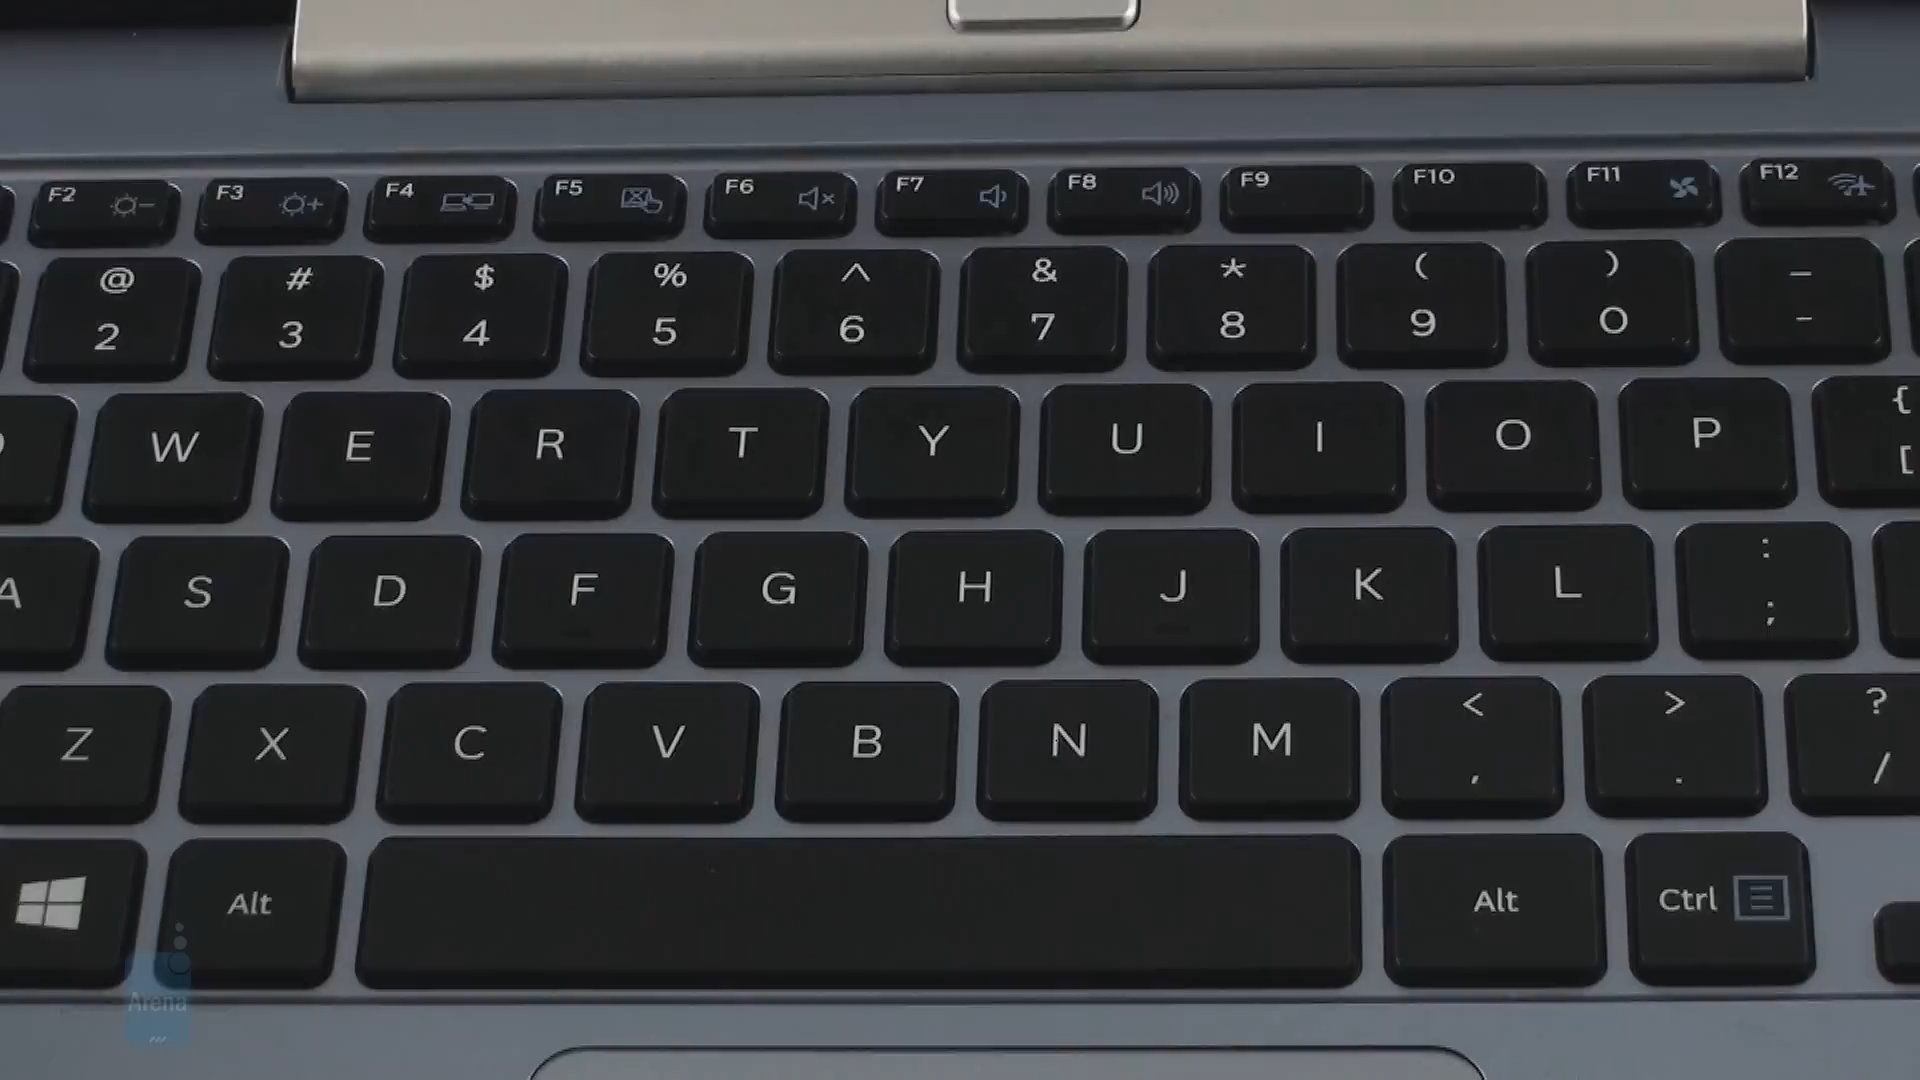 F2 F3 F4 F5 F6 F7 F8 F9 F10 F11 F12
@ # $ % ^ & * ( ) _
2 3 4 5 6 7 8 9 0 -
W E R T Y U I O P {
[
A S D F G H J K L :
;
Z X C V B N M < > ?
, . /
Alt Alt Ctrl
Arena